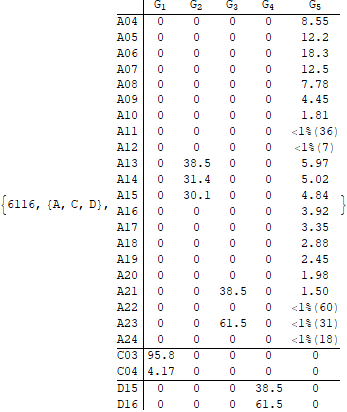 G1 G2 G3 G4 G5
A04 0 0 0 0 8.55
A05 0 0 0 0 12.2
A06 0 0 0 0 18.3
A07 0 0 0 0 12.5
A08 0 0 0 0 7.78
A09 0 0 0 0 4.45
A10 0 0 0 0 1.81
A11 0 0 0 0 <1%(36)
A12 0 0 0 0 <1%(7)
A13 0 38.5 0 0 5.97
A14 0 31.4 0 0 5.02
{6116, {A, C, D}, A15 0 30.1 0 0 4.84 }
A16 0 0 0 0 3.92
A17 0 0 0 0 3.35
A18 0 0 0 0 2.88
A19 0 0 0 0 2.45
A20 0 0 0 0 1.98
A21 0 0 38.5 0 1.50
A22 0 0 0 0 <1%(60)
A23 0 0 61.5 0 <1%(31)
A24 0 0 0 0 <1%(18)
C03 95.8 0 0 0 0
C04 4.17 0 0 0 0
D15 0 0 0 38.5 0
D16 0 0 0 61.5 0